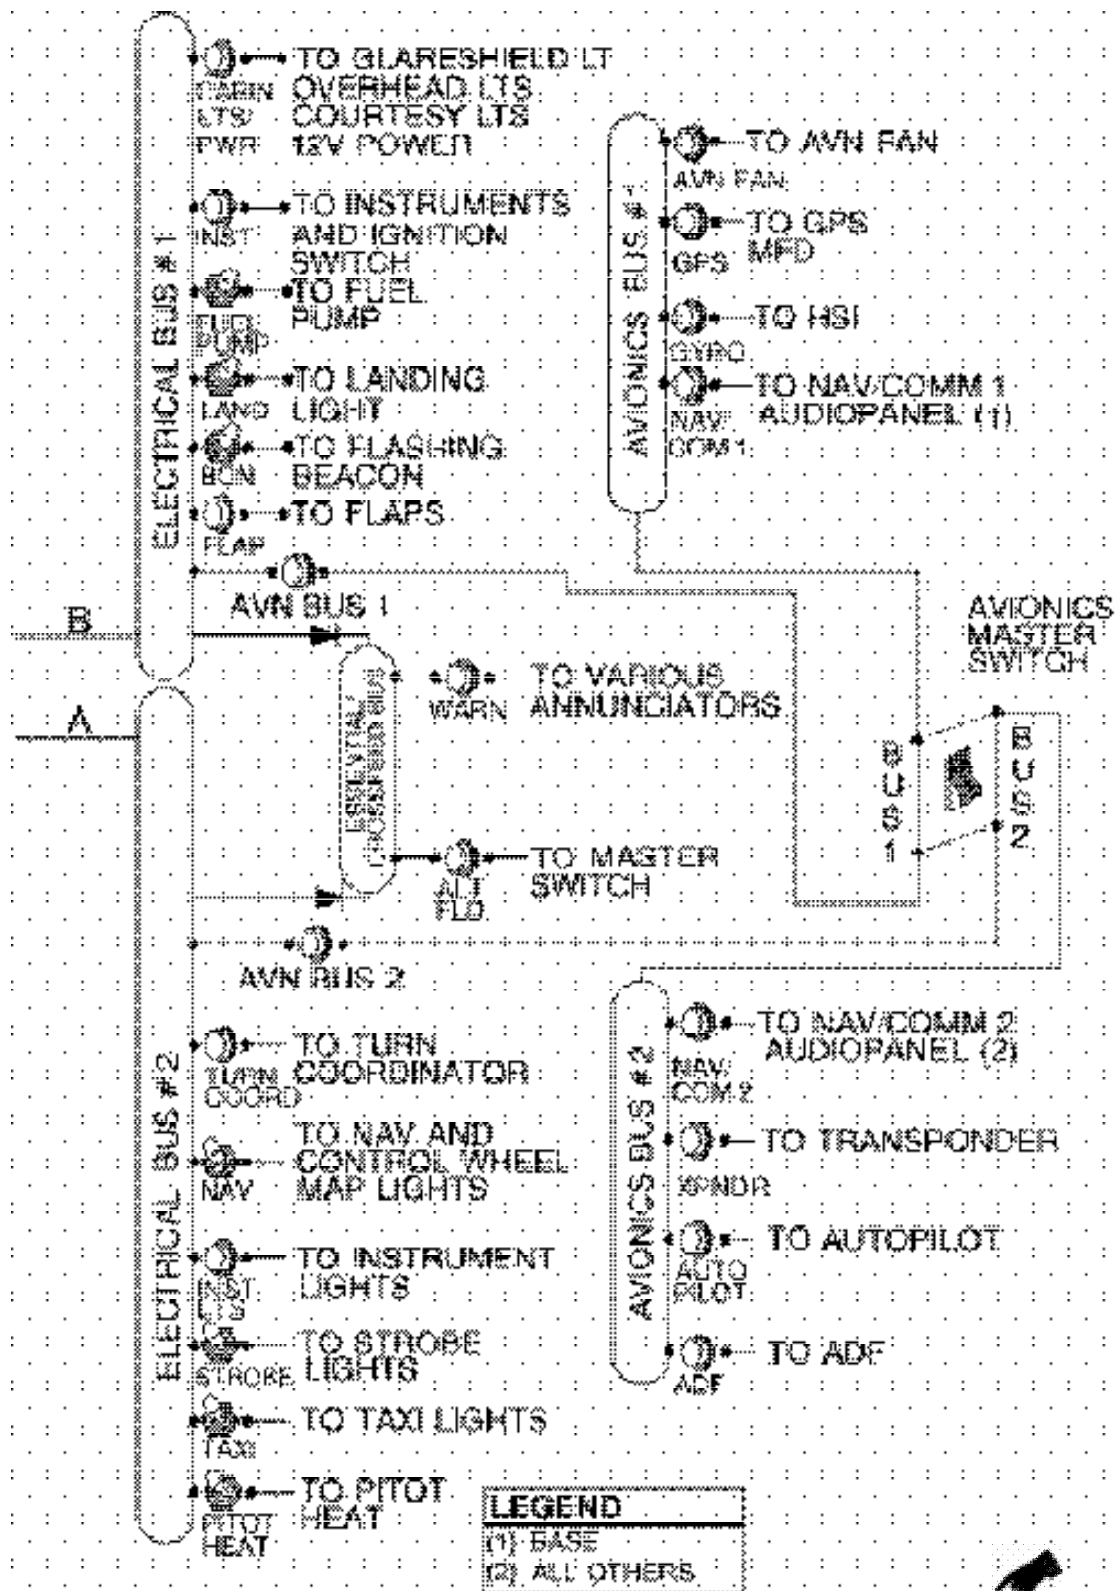 ELECTRICAL BUS #1
CABIN
LTS/
PWR
TO GLARESHIELD LT
OVERHEAD LTS
COURTESY LTS
12V POWER
INST
TO INSTRUMENTS
AND IGNITION
SWITCH
FUEL
PUMP
TO FUEL
PUMP
LAND
TO LANDING
LIGHT
BCN
TO FLASHING
BEACON
FLAP
TO FLAPS
AVN BUS 1
B
A
AVIONICS BUS #1
AVN FAN
TO AVN FAN
GPS
TO GPS
MFD
GYRO
TO HSI
NAV/
COM 1
TO NAV/COMM 1
AUDIOPANEL (1)
ESSENTIAL
BUS
WARN
TO VARIOUS
ANNUNCIATORS
ALT
FLD
TO MASTER
SWITCH
AVIONICS
MASTER
SWITCH
BUS 1
BUS 2
AVN BUS 2
ELECTRICAL BUS #2
TURN
COORD
TO TURN
COORDINATOR
NAV
TO NAV AND
CONTROL WHEEL
MAP LIGHTS
INST
LTS
TO INSTRUMENT
LIGHTS
STROBE
TO STROBE
LIGHTS
TAXI
TO TAXI LIGHTS
PITOT
HEAT
TO PITOT
HEAT
AVIONICS BUS #2
NAV/
COM 2
TO NAV/COMM 2
AUDIOPANEL (2)
XPNDR
TO TRANSPONDER
AUTO
PILOT
TO AUTOPILOT
ADF
TO ADF
LEGEND
(1) BASE
(2) ALL OTHERS